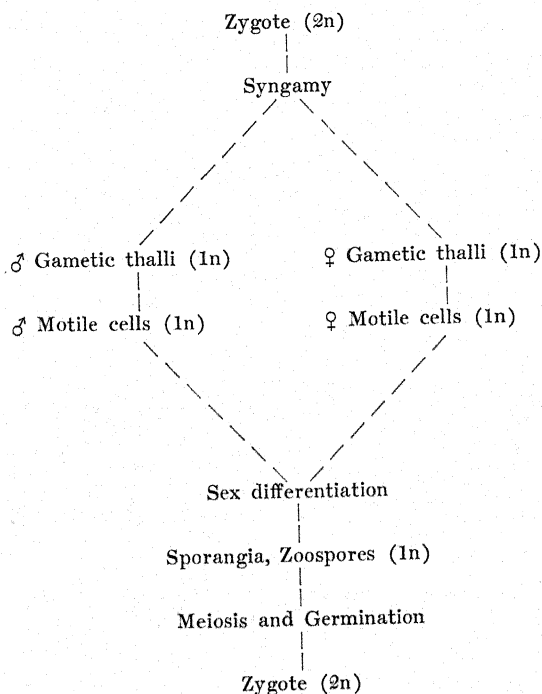 Zygote (2n)
Syngamy
♂ Gametic thalli (1n)
♀ Gametic thalli (1n)
♂ Motile cells (1n)
♀ Motile cells (1n)
Sex differentiation
Sporangia, Zoospores (1n)
Meiosis and Germination
Zygote (2n)